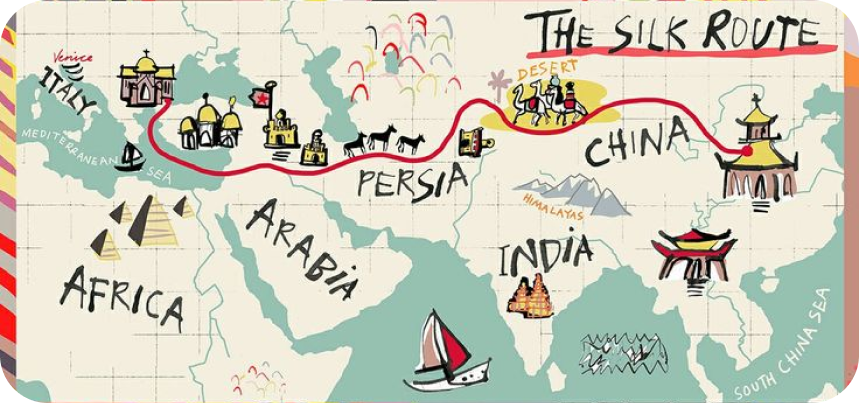 THE SILK ROUTE
Venice
ITALY
DESERT
MEDITERRANEAN
SEA
CHINA
PERSIA
HIMALAYAS
ARABIA
INDIA
AFRICA
SOUTH CHINA SEA